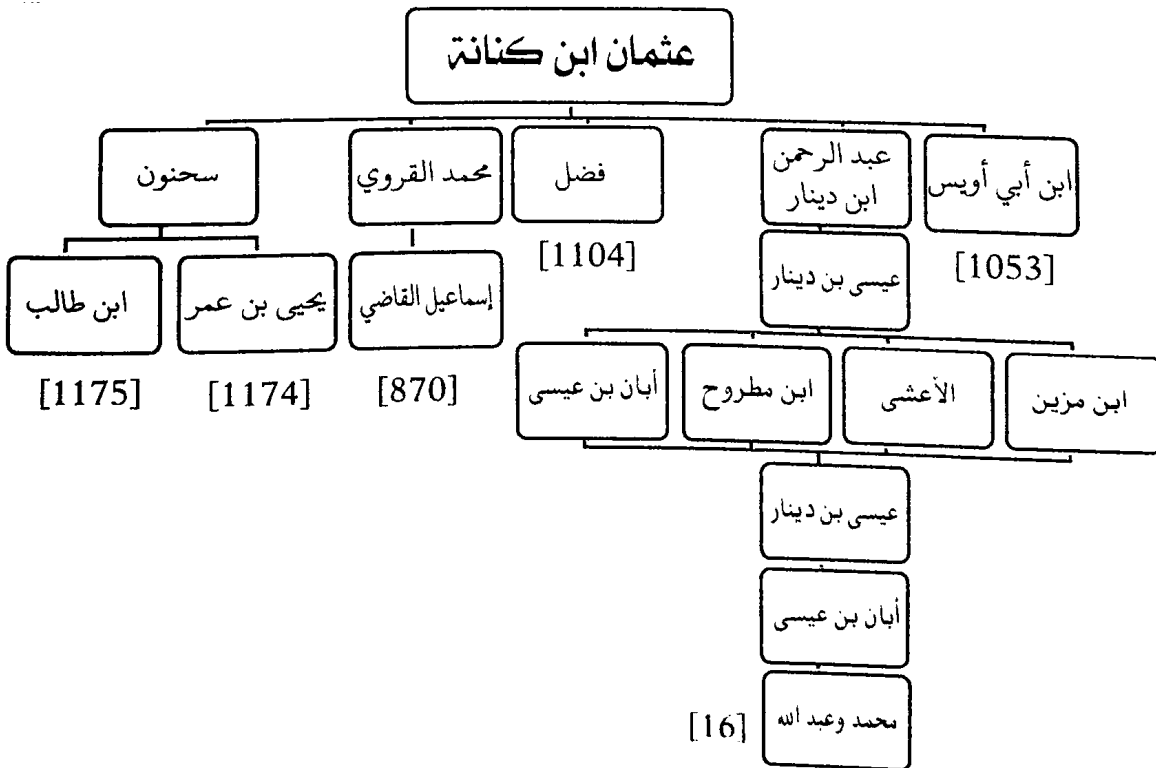 عثمان ابن كنانة
ابن أبي أويس
[1053]
عبد الرحمن
ابن دينار
فضل
[1104]
محمد القروي
سحنون
عيسى بن دينار
إسماعيل القاضي
[870]
يحيى بن عمر
[1174]
ابن طالب
[1175]
ابن مزين
الأعشى
ابن مطروح
أبان بن عيسى
عيسى بن دينار
أبان بن عيسى
محمد وعبد الله
[16]